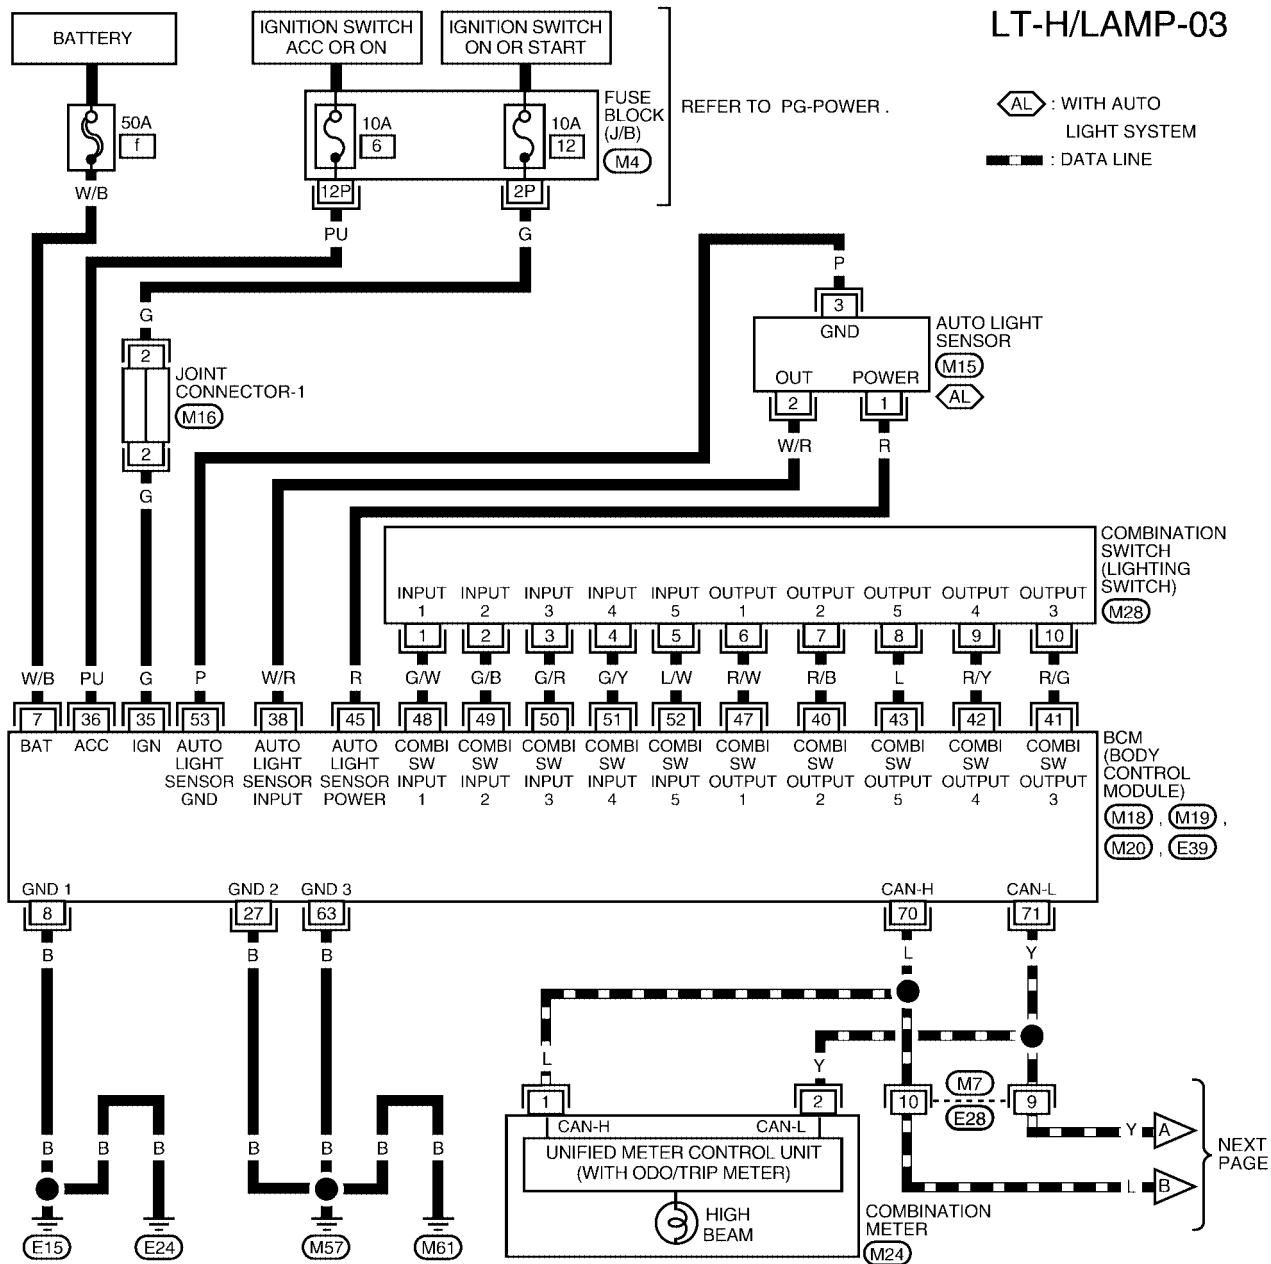 LT-H/LAMP-03
BATTERY
IGNITION SWITCH
ACC OR ON
IGNITION SWITCH
ON OR START
50A
f
10A
6
10A
12
FUSE
BLOCK
(J/B)
M4
REFER TO PG-POWER .
AL : WITH AUTO
LIGHT SYSTEM
: DATA LINE
W/B
12P
2P
PU
G
P
3
GND
AUTO LIGHT
SENSOR
M15
AL
OUT
POWER
2
1
W/R
R
G
2
JOINT
CONNECTOR-1
M16
2
G
COMBINATION
SWITCH
(LIGHTING
SWITCH)
M28
INPUT INPUT INPUT INPUT INPUT OUTPUT OUTPUT OUTPUT OUTPUT OUTPUT
1 2 3 4 5 1 2 5 4 3
1 2 3 4 5 6 7 8 9 10
W/B PU G P W/R R G/W G/B G/R G/Y L/W R/W R/B L R/Y R/G
7 36 35 53 38 45 48 49 50 51 52 47 40 43 42 41
BAT ACC IGN AUTO AUTO AUTO COMBI COMBI COMBI COMBI COMBI COMBI COMBI COMBI COMBI COMBI
LIGHT LIGHT LIGHT SW SW SW SW SW SW SW SW SW SW
SENSOR SENSOR SENSOR INPUT INPUT INPUT INPUT INPUT OUTPUT OUTPUT OUTPUT OUTPUT OUTPUT
GND INPUT POWER 1 2 3 4 5 1 2 5 4 3
BCM
(BODY
CONTROL
MODULE)
M18 , M19 ,
M20 , E39
GND 1 GND 2 GND 3 CAN-H CAN-L
8 27 63 70 71
B B B L Y
L
Y
1
2
10
M7
E28
9
CAN-H
CAN-L
UNIFIED METER CONTROL UNIT
(WITH ODO/TRIP METER)
HIGH
BEAM
COMBINATION
METER
M24
Y A
L B
NEXT
PAGE
B B B B B B B
E15 E24 M57 M61